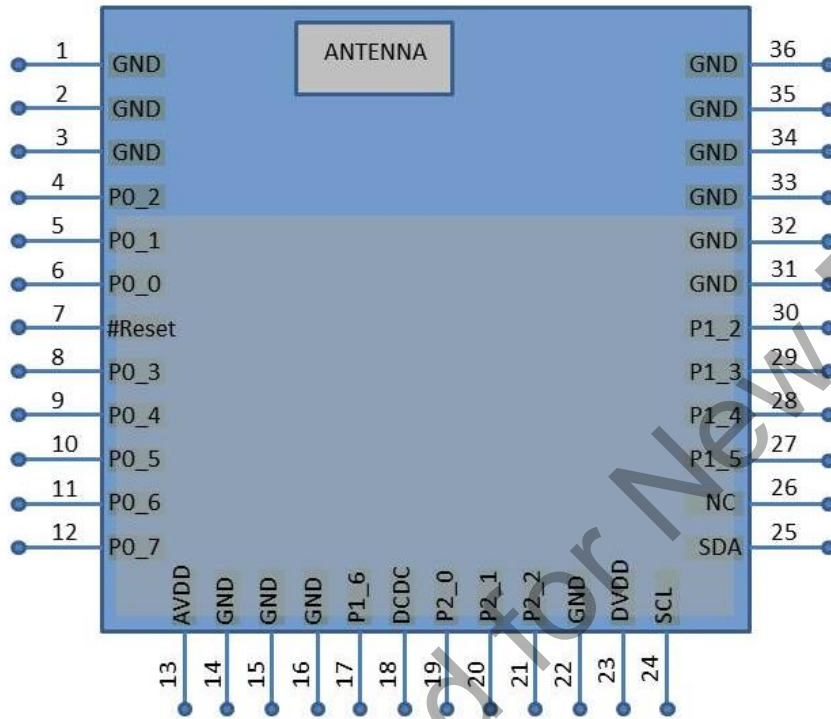 ANTENNA
1 GND
2 GND
3 GND
4 P0_2
5 P0_1
6 P0_0
7 #Reset
8 P0_3
9 P0_4
10 P0_5
11 P0_6
12 P0_7
13 AVDD
14 GND
15 GND
16 GND
17 P1_6
18 DCDC
19 P2_0
20 P2_1
21 P2_2
22 GND
23 DVDD
24 SCL
SDA 25
NC 26
P1_5 27
P1_4 28
P1_3 29
P1_2 30
GND 31
GND 32
GND 33
GND 34
GND 35
GND 36
for New